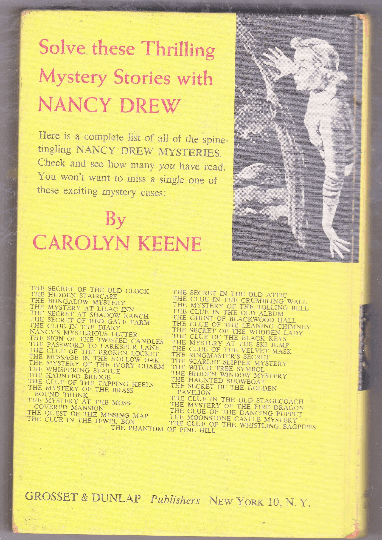 Solve these Thrilling
Mystery Stories with
NANCY DREW
Here is a complete list of all of the spine-
tingling NANCY DREW MYSTERIES.
Check and see how many you have read.
You won't want to miss a single one of
these exciting mystery cases:
By
CAROLYN KEENE
THE SECRET OF THE OLD CLOCK
THE HIDDEN STAIRCASE
THE BUNGALOW MYSTERY
THE MYSTERY AT LILAC INN
THE SECRET AT SHADOW RANCH
THE SECRET OF RED GATE FARM
THE CLUE IN THE DIARY
NANCY'S MYSTERIOUS LETTER
THE SIGN OF THE TWISTED CANDLES
THE PASSWORD TO LARKSPUR LANE
THE CLUE OF THE BROKEN LOCKET
THE MESSAGE IN THE HOLLOW OAK
THE MYSTERY OF THE IVORY CHARM
THE WHISPERING STATUE
THE HAUNTED BRIDGE
THE CLUE OF THE TAPPING HEELS
THE MYSTERY OF THE BRASS
BOUND TRUNK
THE MYSTERY AT THE MOSS-
COVERED MANSION
THE QUEST OF THE MISSING MAP
THE CLUE IN THE JEWEL BOX
THE SECRET IN THE OLD ATTIC
THE CLUE IN THE CRUMBLING WALL
THE MYSTERY OF THE TOLLING BELL
THE CLUE IN THE OLD ALBUM
THE GHOST OF BLACKWOOD HALL
THE CLUE OF THE LEANING CHIMNEY
THE SECRET OF THE WOODEN LADY
THE CLUE OF THE BLACK KEYS
THE MYSTERY AT THE SKI JUMP
THE CLUE OF THE VELVET MASK
THE RINGMASTER'S SECRET
THE SCARLET SLIPPER MYSTERY
THE WITCH TREE SYMBOL
THE HIDDEN WINDOW MYSTERY
THE HAUNTED SHOWBOAT
THE SECRET OF THE GOLDEN
PAVILION
THE CLUE IN THE OLD STAGECOACH
THE MYSTERY OF THE FIRE DRAGON
THE CLUE OF THE DANCING PUPPET
THE MOONSTONE CASTLE MYSTERY
THE CLUE OF THE WHISTLING BAGPIPES
THE PHANTOM OF PINE HILL
GROSSET & DUNLAP Publishers NEW YORK 10, N. Y.